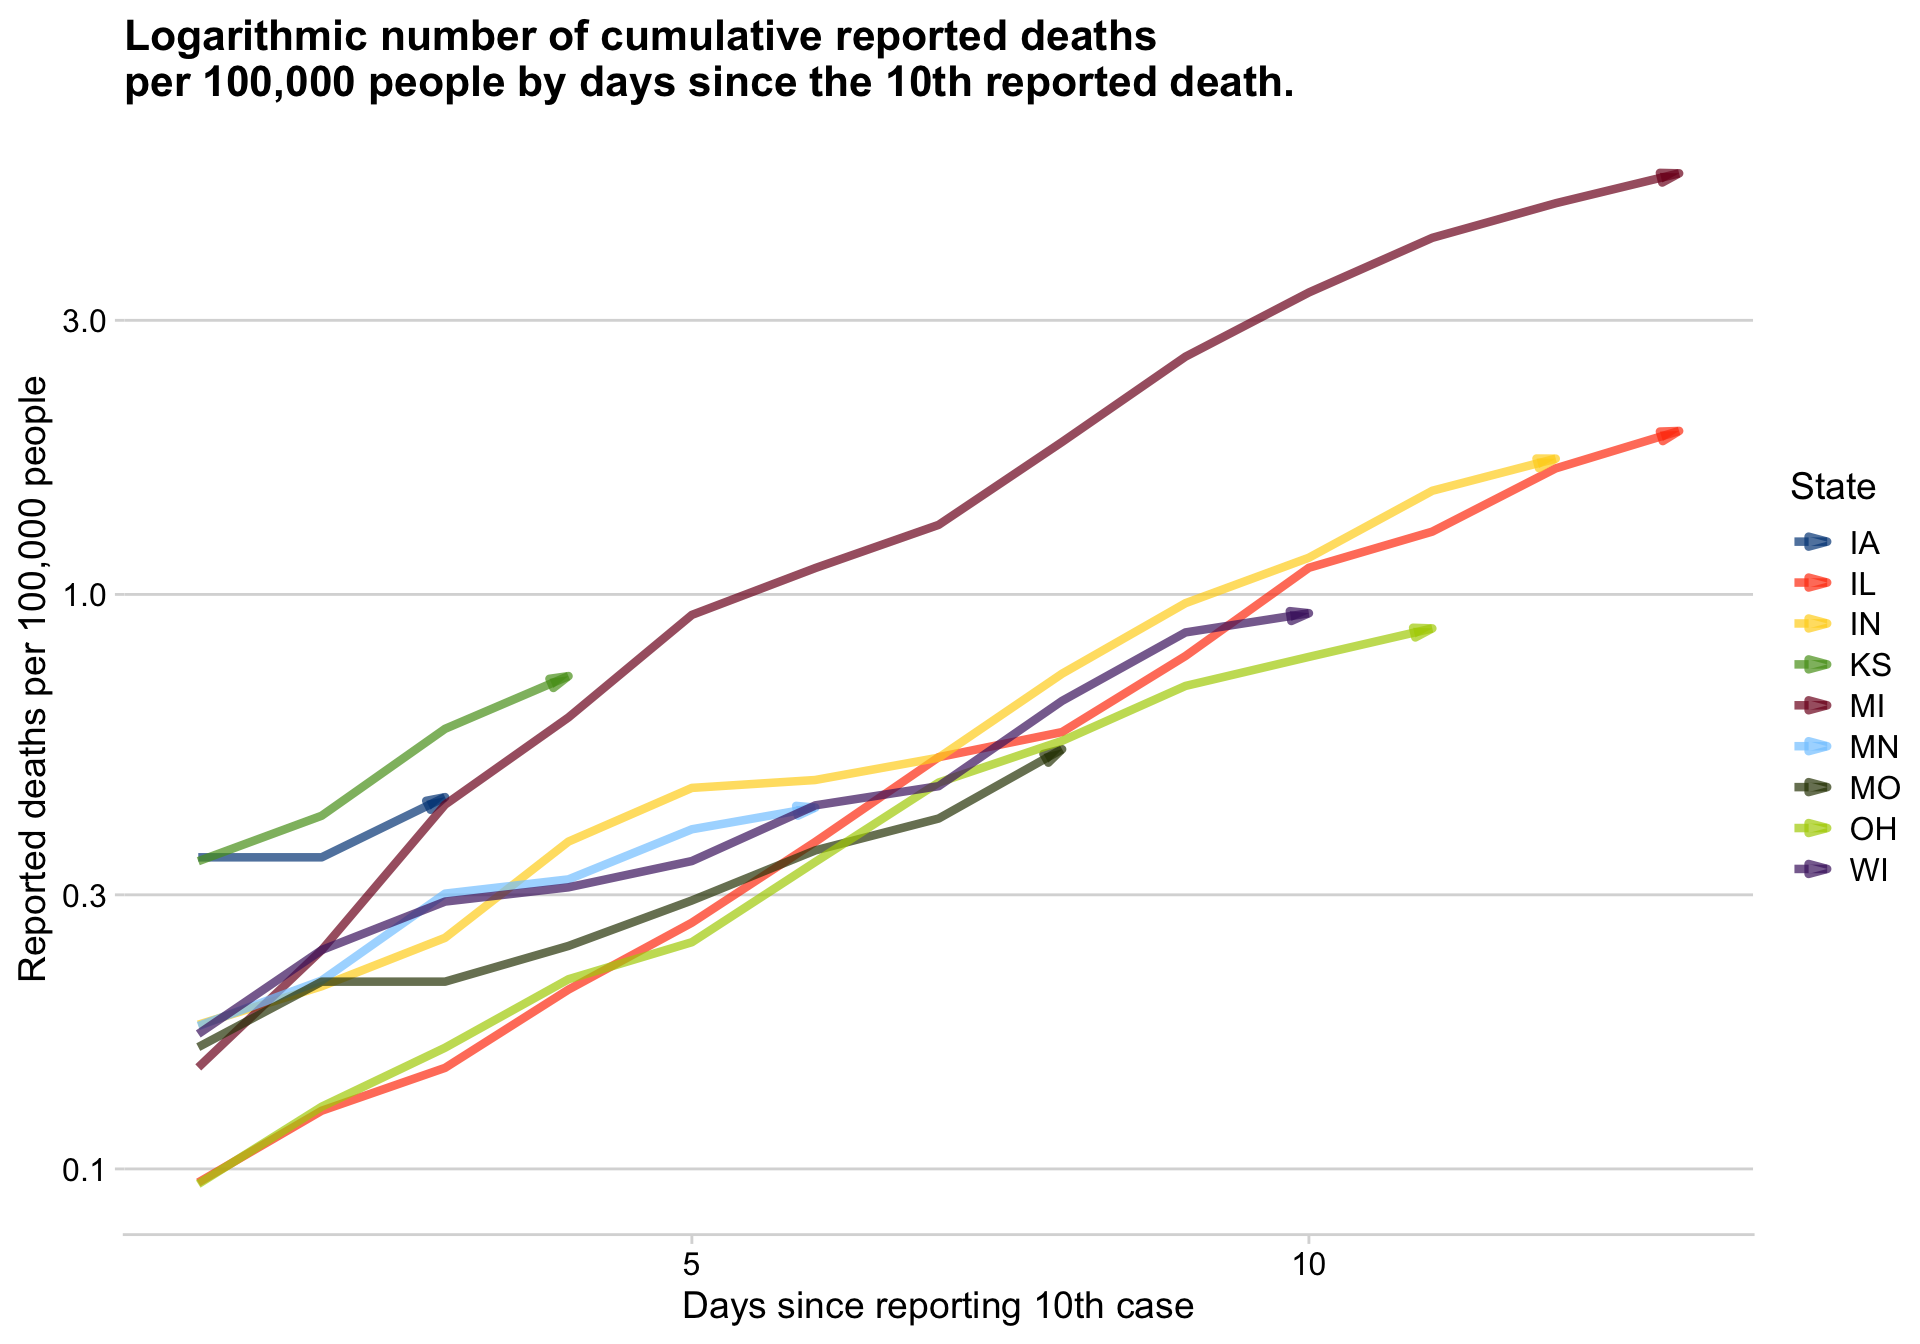 Logarithmic number of cumulative reported deaths
per 100,000 people by days since the 10th reported death.
Reported deaths per 100,000 people
3.0
1.0
0.3
0.1
5
10
Days since reporting 10th case
State
IA
IL
IN
KS
MI
MN
MO
OH
WI